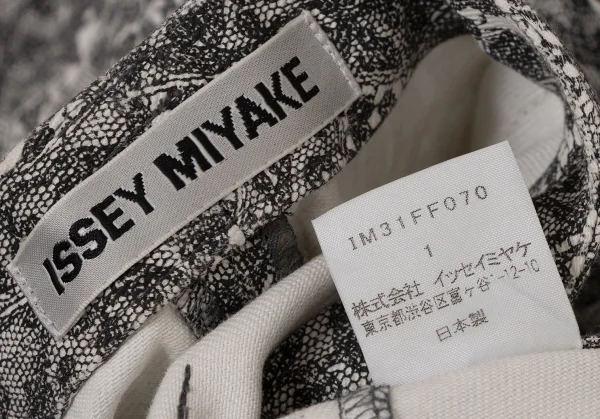 ISSEY MIYAKE
IM31FF070
1
株式会社 イッセイミヤケ
東京都渋谷区富ヶ谷1-12-10
日本製